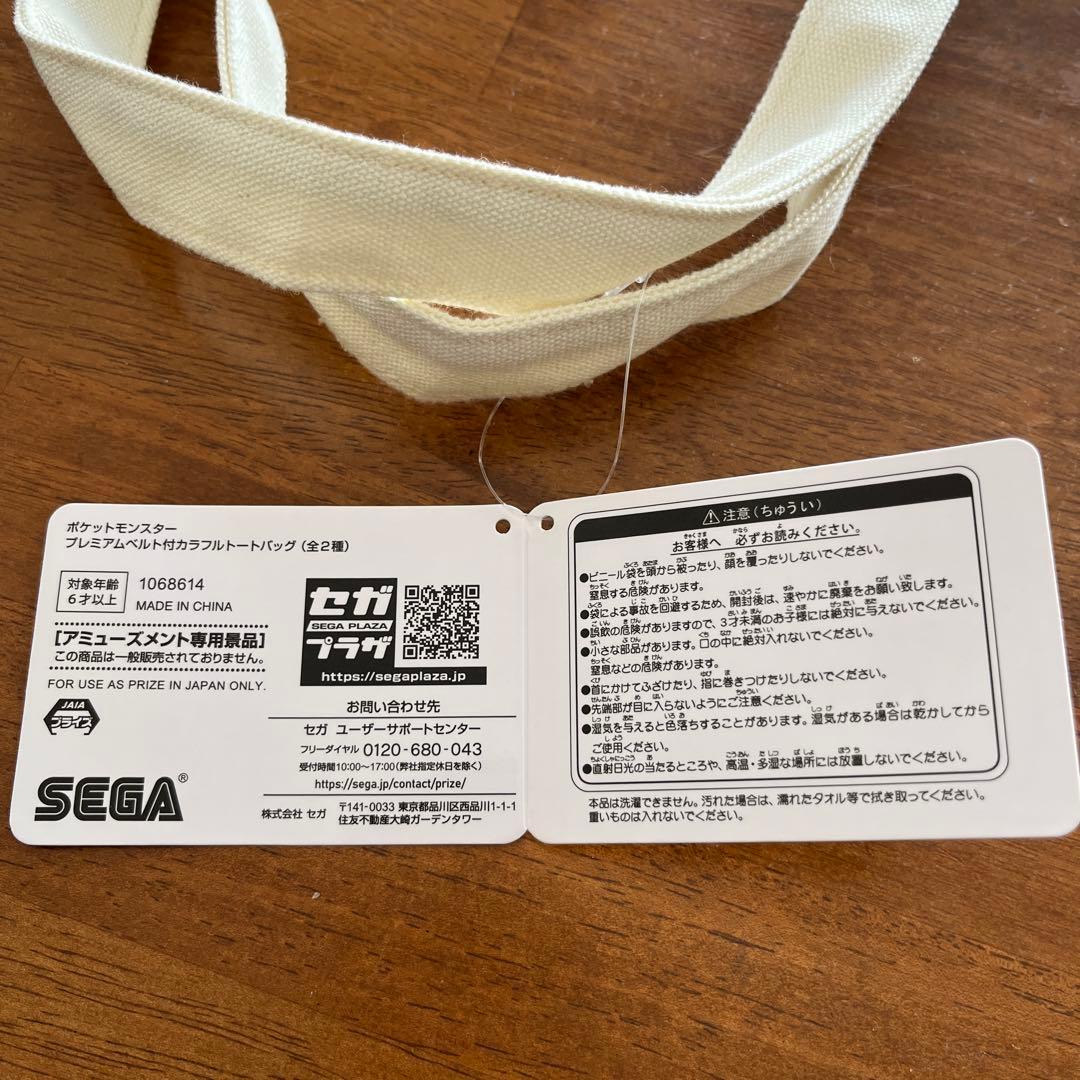 ポケットモンスター
プレミアムベルト付カラフルトートバッグ（全2種）
対象年齢
6才以上
1068614
MADE IN CHINA
[アミューズメント専用景品]
この商品は一般販売されておりません。
FOR USE AS PRIZE IN JAPAN ONLY.
JAIA
プライズ
SEGA®
セガ
SEGA PLAZA
プラザ
https://segaplaza.jp
お問い合わせ先
セガ ユーザーサポートセンター
フリーダイヤル 0120-680-043
受付時間10:00～17:00（弊社指定休日を除く）
https://sega.jp/contact/prize/
株式会社 セガ 〒141-0033 東京都品川区西品川1-1-1
住友不動産大崎ガーデンタワー
⚠注意（ちゅうい）
お客様へ 必ずお読みください。
●ビニール袋を頭から被ったり、顔を覆ったりしないでください。
窒息する危険があります。
●袋による事故を回避するため、開封後は、速やかに廃棄をお願い致します。
●誤飲の危険がありますので、3才未満のお子様には絶対に与えないでください。
●小さな部品があります。口の中に絶対入れないでください。
窒息などの危険があります。
●首にかけてふざけたり、指に巻きつけたりしないでください。
●先端部が目に入らないようにご注意ください。
●湿気を与えると色落ちすることがあります。湿気がある場合は乾かしてから
ご使用ください。
●直射日光の当たるところや、高温・多湿な場所には放置しないでください。
本品は洗濯できません。汚れた場合は、濡れたタオル等で拭き取ってください。
重いものは入れないでください。